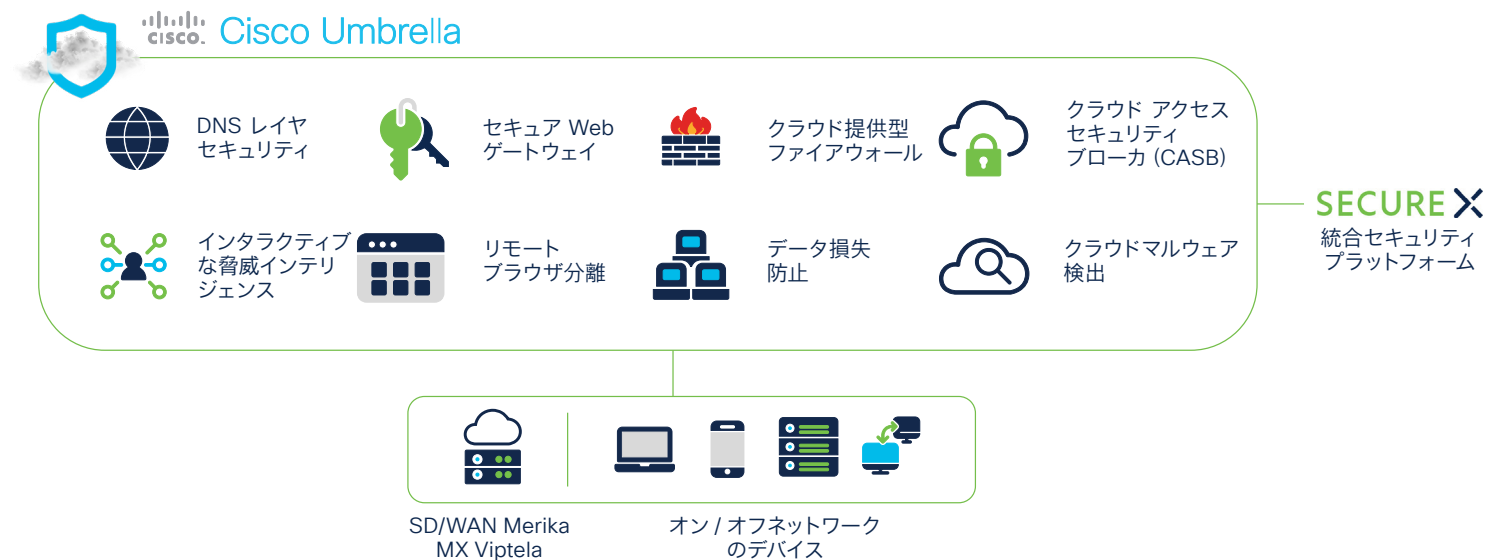 CISCO. Cisco Umbrella
DNS レイヤ
セキュリティ
セキュア Web
ゲートウェイ
クラウド提供型
ファイアウォール
クラウド アクセス
セキュリティ
ブローカ (CASB)
インタラクティブ
な脅威インテリ
ジェンス
リモート
ブラウザ分離
データ損失
防止
クラウドマルウェア
検出
SECURE X
統合セキュリティ
プラットフォーム
SD/WAN Merika
MX Viptela
オン / オフネットワーク
のデバイス